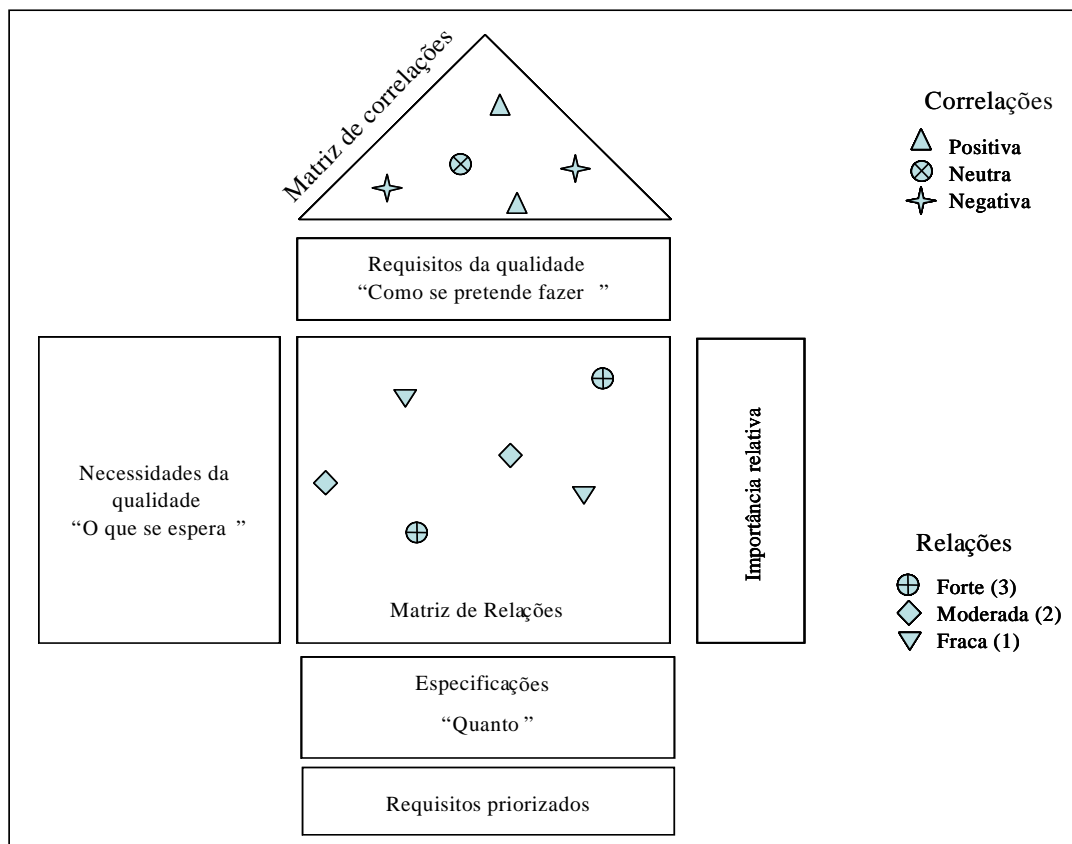 Matriz de correlações
Correlações
Positiva
Neutra
Negativa
Requisitos da qualidade
“Como se pretende fazer ”
Necessidades da
qualidade
“O que se espera ”
Matriz de Relações
Importância relativa
Relações
Forte (3)
Moderada (2)
Fraca (1)
Especificações
“Quanto ”
Requisitos priorizados